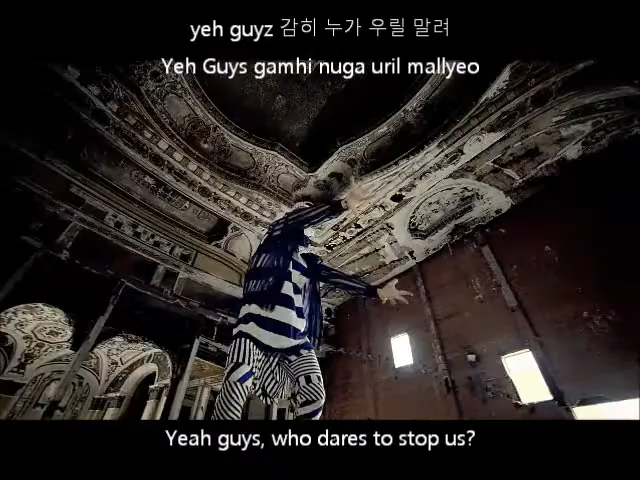 yeh guyz 감히 누가 우릴 말려
Yeh Guys gamhi nuga uril mallyeo
Yeah guys, who dares to stop us?